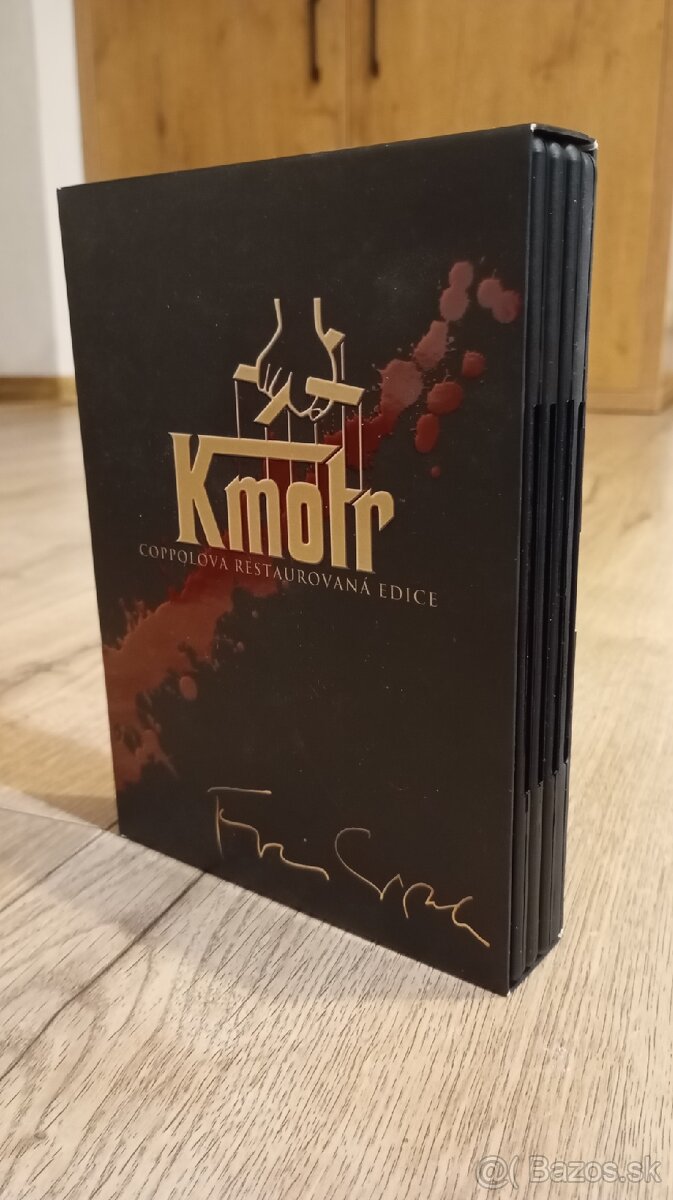 Kmotr
COPPOLOVA RESTAUROVANÁ EDICE
@( Bazos.sk